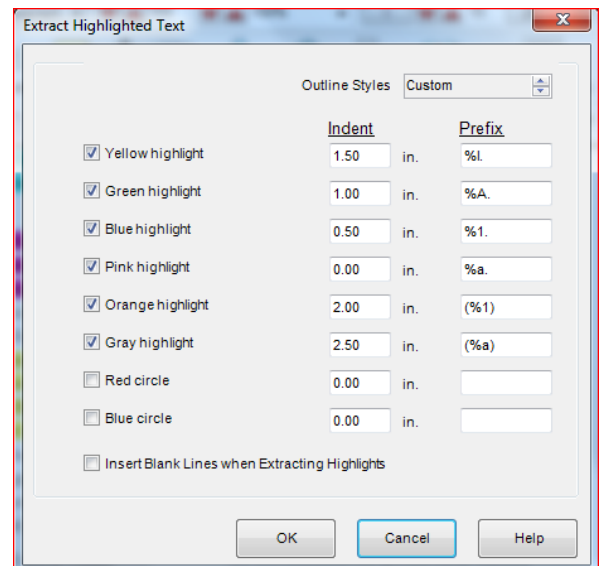 Extract Highlighted Text
Outline Styles Custom
Indent Prefix
Yellow highlight 1.50 in. %I.
Green highlight 1.00 in. %A.
Blue highlight 0.50 in. %1.
Pink highlight 0.00 in. %a.
Orange highlight 2.00 in. (%1)
Gray highlight 2.50 in. (%a)
Red circle 0.00 in.
Blue circle 0.00 in.
Insert Blank Lines when Extracting Highlights
OK Cancel Help